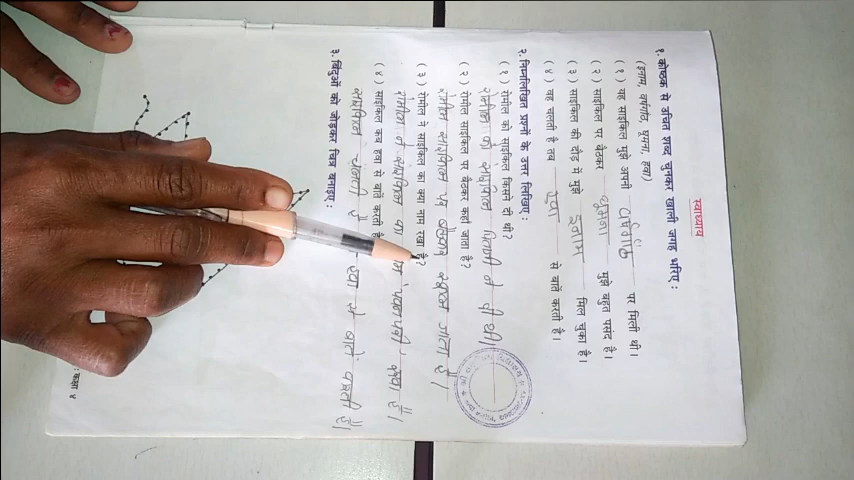 स्वाध्याय
१. कोष्ठक से उचित शब्द चुनकर खाली जगह भरिए :
(इनाम, वर्षगाँठ, घुमना, हवा)
(१) यह साइकिल मुझे अपनी वर्षगाँठ पर मिली थी।
(२) साइकिल पर बैठकर घुमना मुझे बहुत पसंद है।
(३) साइकिल की दौड़ में मुझे इनाम मिल चुका है।
(४) वह चलती है तब हवा से बातें करती है।
२. निम्नलिखित प्रश्नों के उत्तर लिखिए :
(१) रोमील को साइकिल किसने दी थी?
रोमील को साइकिल पिताजी ने दी थी।
(२) रोमील साइकिल पर बैठकर कहाँ जाता है?
रोमील साइकिल पर बैठकर स्कूल जाता है।
(३) रोमील ने साइकिल का क्या नाम रखा है?
रोमील ने साइकिल का रखा है।
(४) साइकिल कब हवा से बातें करती है
साइकिल चलती है हवा से बातें करती है।
३. बिंदुओं को जोड़कर चित्र बनाइए :
: कक्षा ४